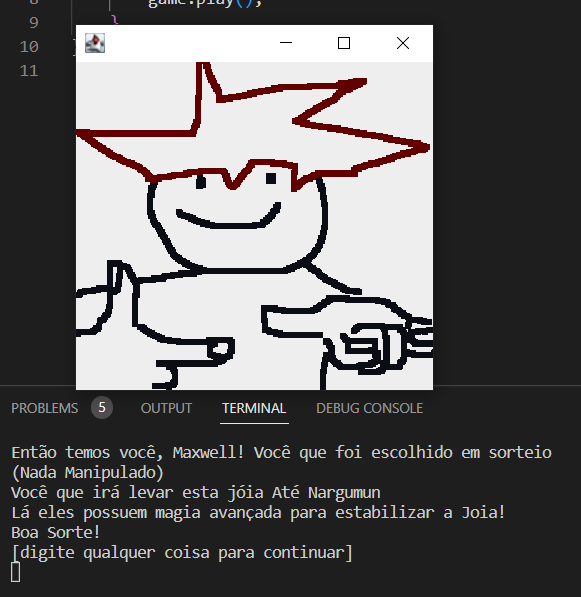 8 game.play();
9 }
10 }
11
PROBLEMS 5 OUTPUT TERMINAL DEBUG CONSOLE
Então temos você, Maxwell! Você que foi escolhido em sorteio
(Nada Manipulado)
Você que irá levar esta jóia Até Nargumun
Lá eles possuem magia avançada para estabilizar a Joia!
Boa Sorte!
[digite qualquer coisa para continuar]